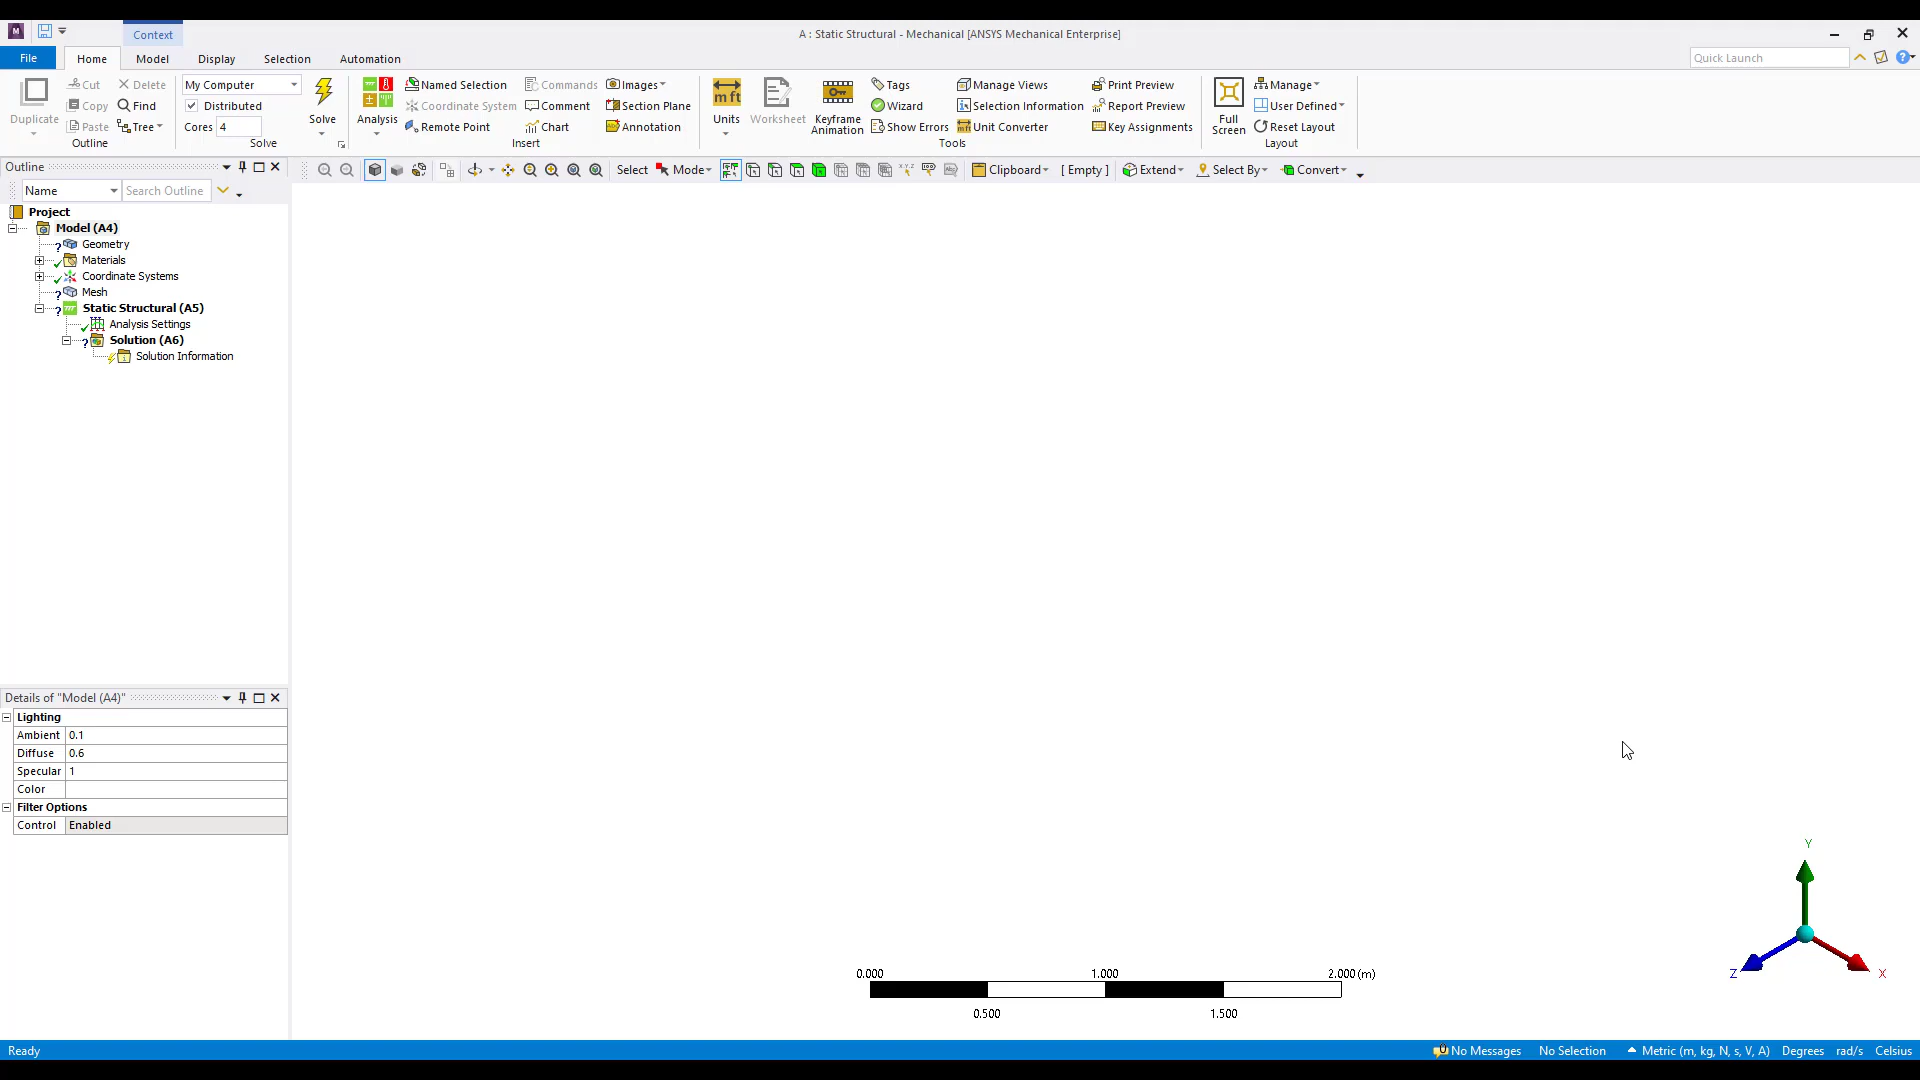 Context
A : Static Structural - Mechanical [ANSYS Mechanical Enterprise]
File Home Model Display Selection Automation
Quick Launch
Duplicate
Cut
Delete
Copy
Find
Paste
Tree
Outline
My Computer
Distributed
Cores 4
Solve
Solve
Analysis
Named Selection
Commands
Images
Coordinate System
Comment
Section Plane
Remote Point
Chart
Annotation
Insert
Units
Worksheet
Keyframe
Animation
Tags
Wizard
Show Errors
Manage Views
Selection Information
Unit Converter
Print Preview
Report Preview
Key Assignments
Tools
Full
Screen
Manage
User Defined
Reset Layout
Layout
Outline
Name Search Outline
Select Mode Clipboard [ Empty ] Extend Select By Convert
Project
Model (A4)
Geometry
Materials
Coordinate Systems
Mesh
Static Structural (A5)
Analysis Settings
Solution (A6)
Solution Information
Details of "Model (A4)"
Lighting
Ambient 0.1
Diffuse 0.6
Specular 1
Color
Filter Options
Control Enabled
Y
Z
X
0.000 1.000 2.000 (m)
0.500 1.500
Ready
No Messages No Selection Metric (m, kg, N, s, V, A) Degrees rad/s Celsius